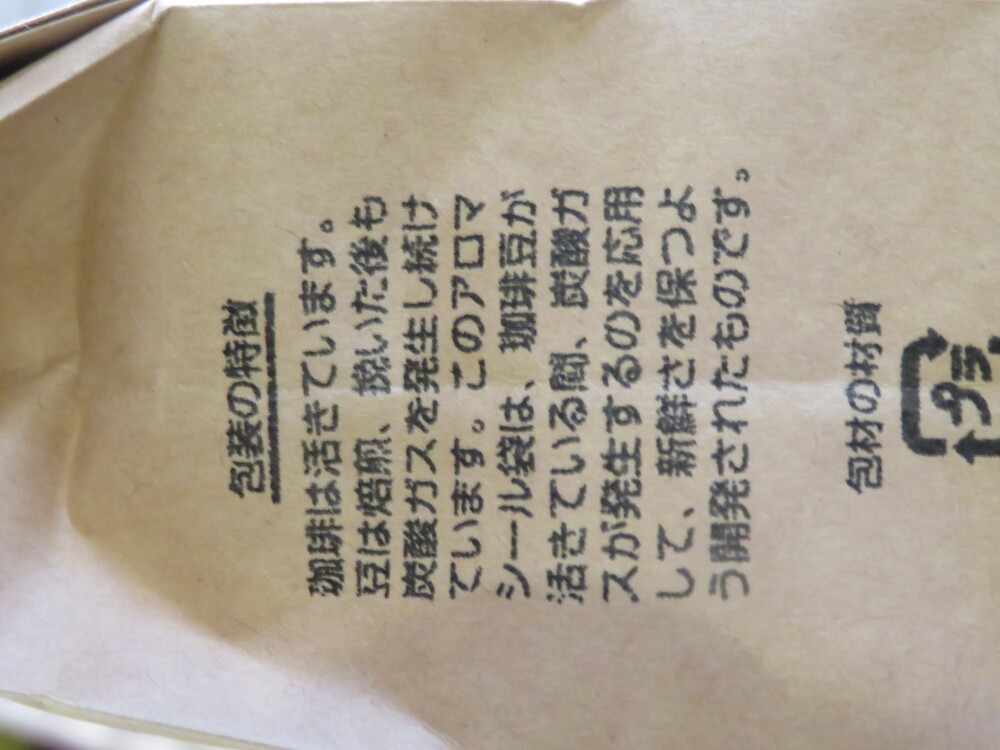 包装の特徴
珈琲は活きています。
豆は焙煎、挽いた後も
炭酸ガスを発生し続け
ています。このアロマ
シール袋は、珈琲豆が
活きている間、炭酸ガ
スが発生するのを応用
して、新鮮さを保つよ
う開発されたものです。
包材の材質
プラ